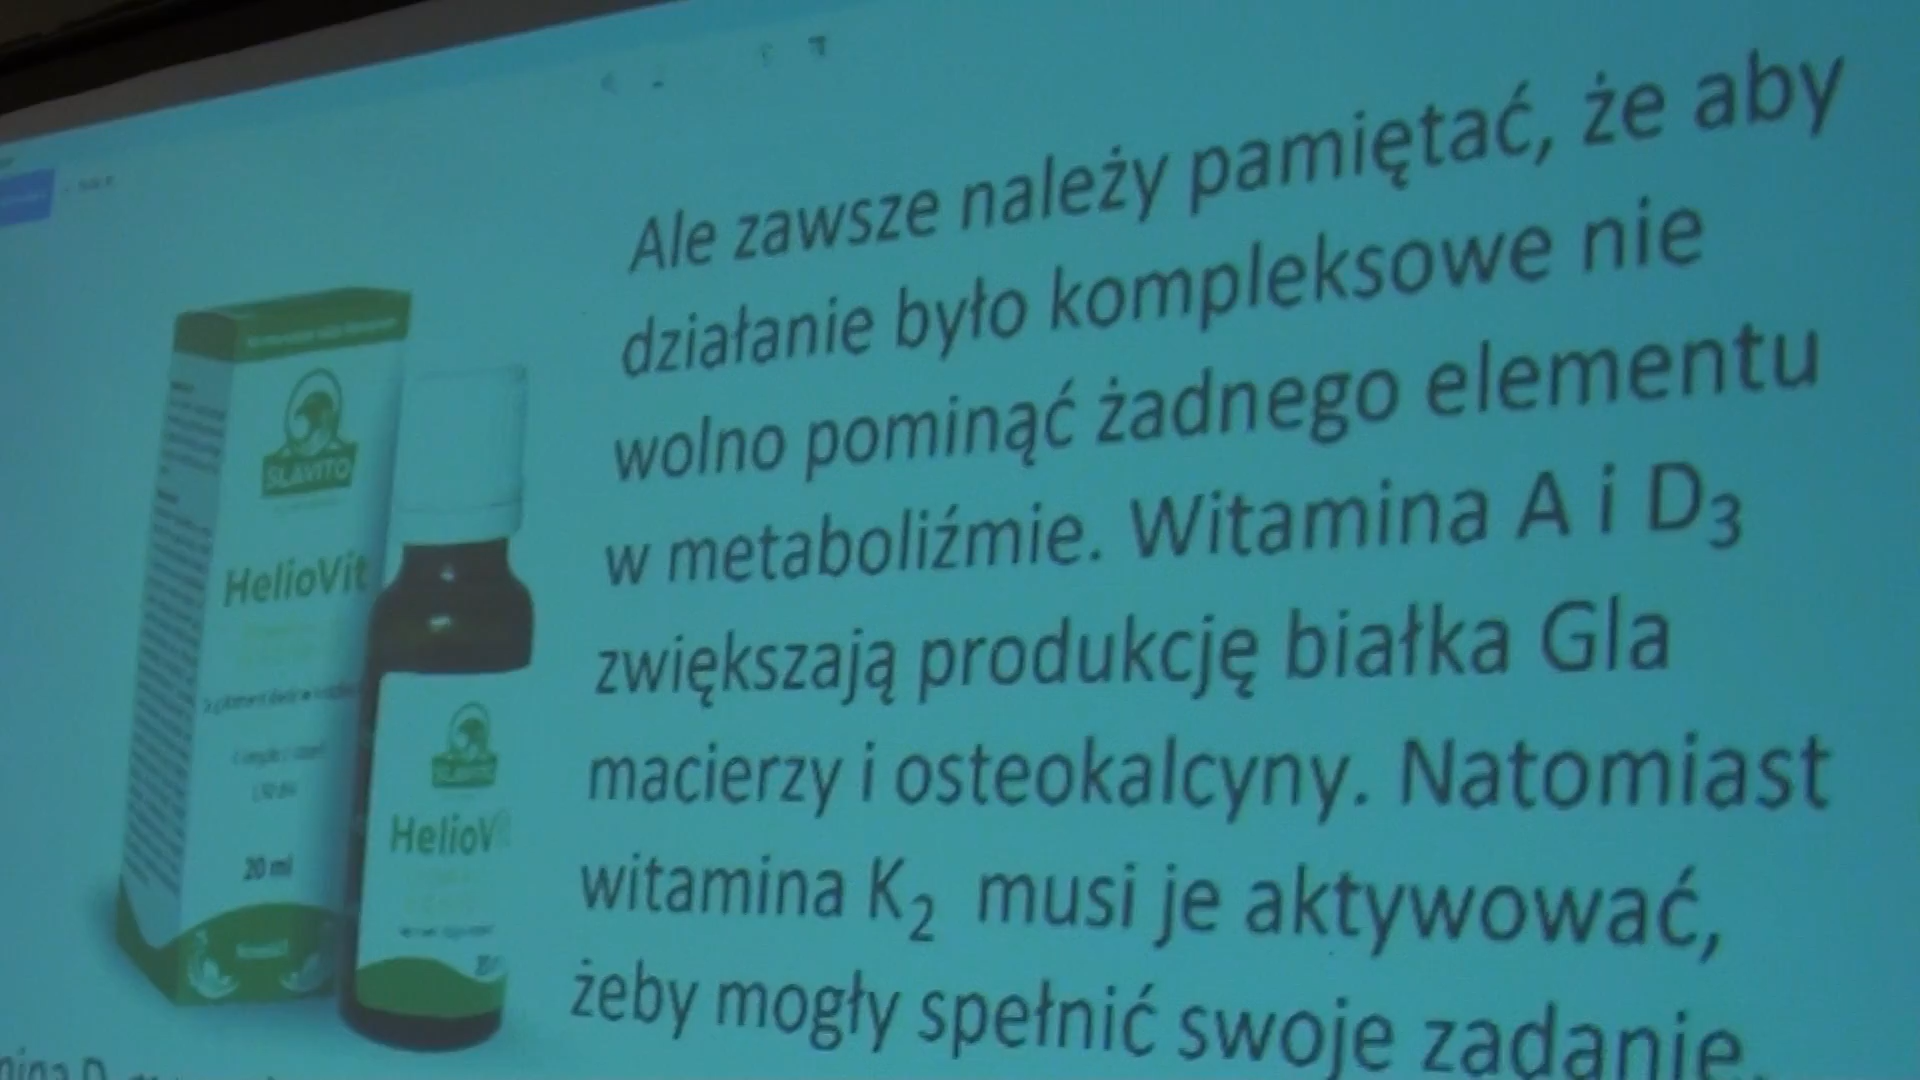 Ale zawsze należy pamiętać, że aby
działanie było kompleksowe nie
wolno pominąć żadnego elementu
w metaboliźmie. Witamina A i D₃
zwiększają produkcję białka Gla
macierzy i osteokalcyny. Natomiast
witamina K₂ musi je aktywować,
żeby mogły spełnić swoje zadanie.
SLAVITO
HelioVit
20 ml
SLAVITO
HelioV